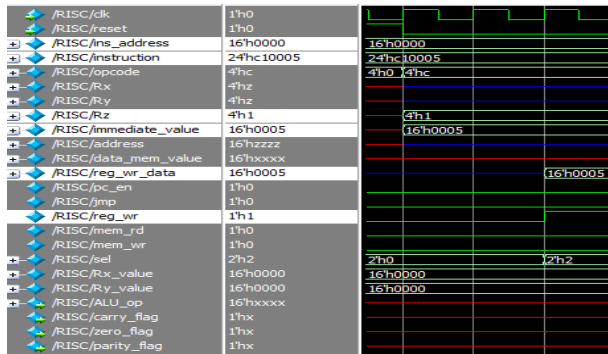 /RISC/clk 1'h0
/RISC/reset 1'h0
/RISC/ins_address 16'h0000 16'h0000
/RISC/instruction 24'hc10005 24'hc10005
/RISC/opcode 4'hc 4'h0 4'hc
/RISC/Rx 4'hz
/RISC/Ry 4'hz
/RISC/Rz 4'h1 4'h1
/RISC/immediate_value 16'h0005 16'h0005
/RISC/address 16'hzzzz
/RISC/data_mem_value 16'hxxxx
/RISC/reg_wr_data 16'h0005 16'h0005
/RISC/pc_en 1'h0
/RISC/jmp 1'h0
/RISC/reg_wr 1'h1
/RISC/mem_rd 1'h0
/RISC/mem_wr 1'h0
/RISC/sel 2'h2 2'h0 2'h2
/RISC/Rx_value 16'h0000 16'h0000
/RISC/Ry_value 16'h0000 16'h0000
/RISC/ALU_op 16'hxxxx
/RISC/carry_flag 1'hx
/RISC/zero_flag 1'hx
/RISC/parity_flag 1'hx